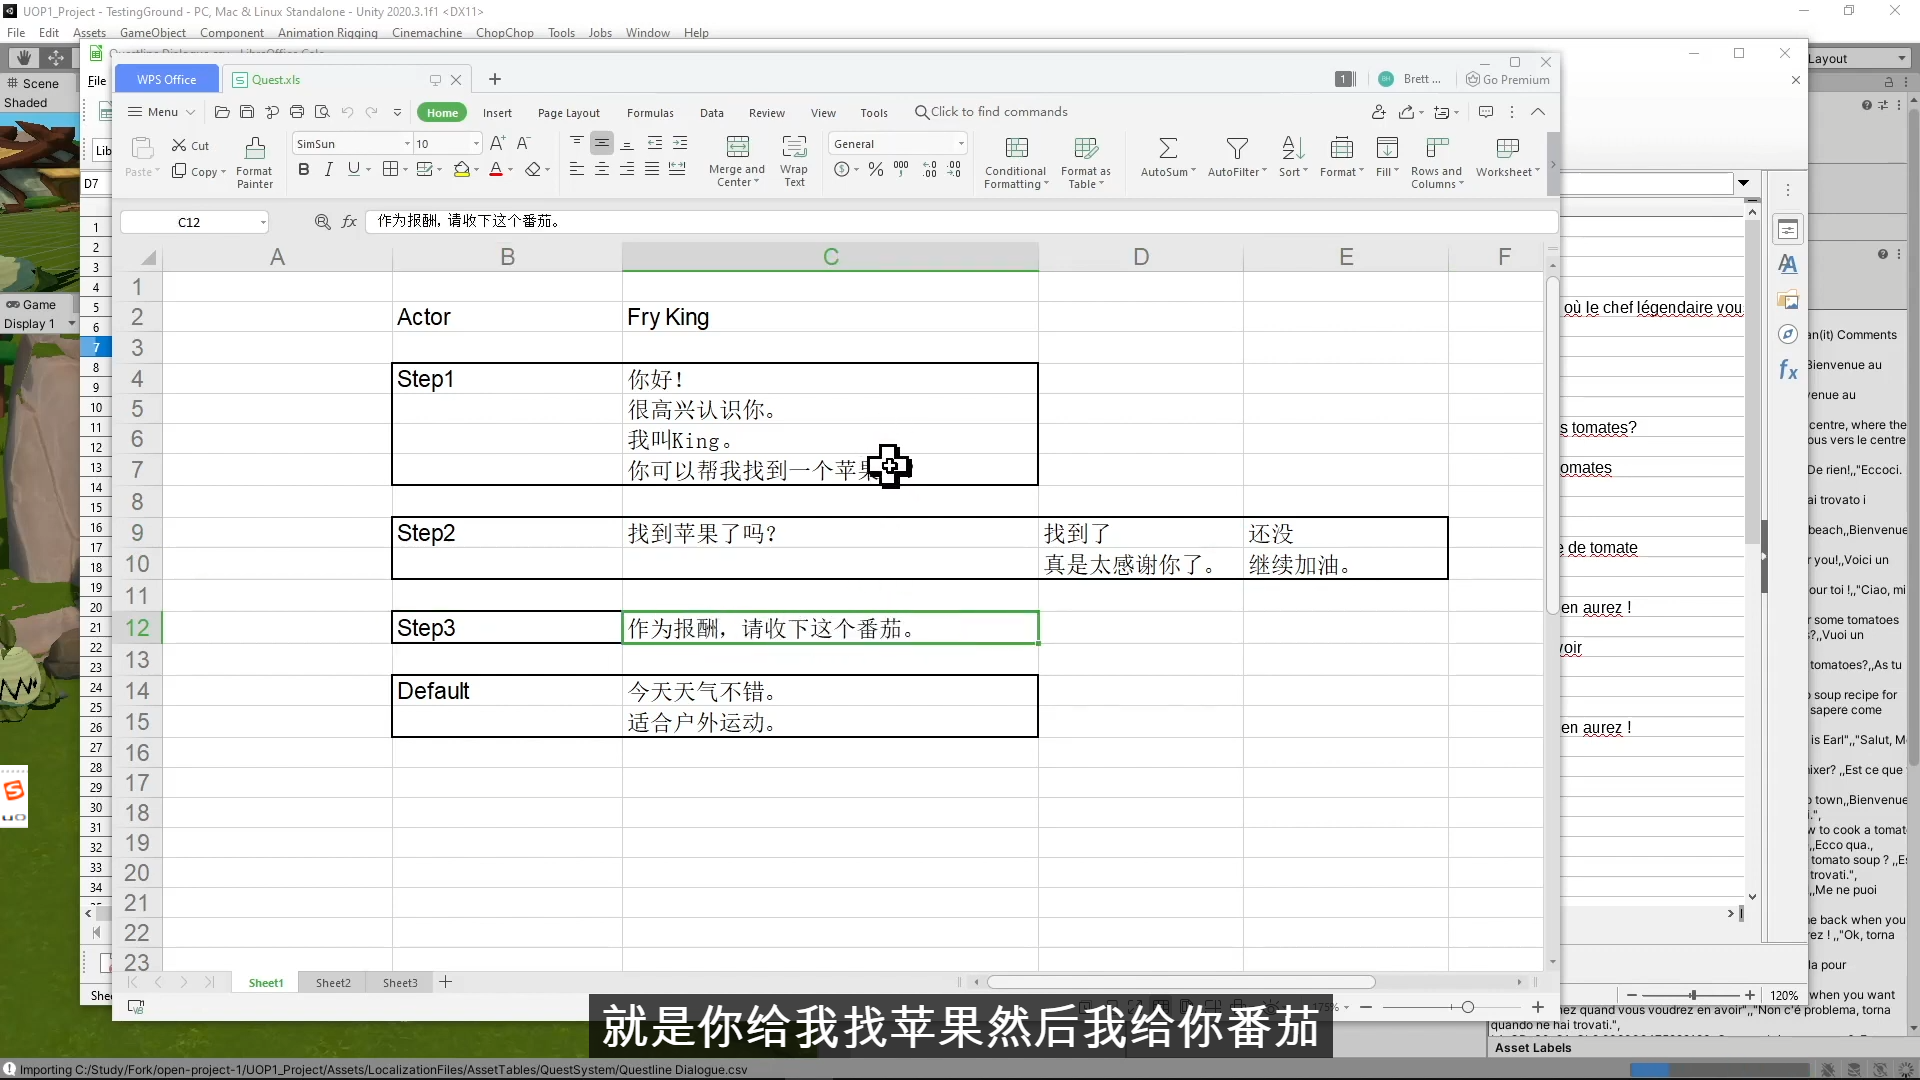 UOP1_Project - TestingGround - PC, Mac & Linux Standalone - Unity 2020.3.1f1 <DX11>
File Edit Assets GameObject Component Animation Rigging Cinemachine ChopChop Tools Jobs Window Help
Scene
Shaded
Game
Display 1
File
Lib
D7
WPS Office
Quest.xls
Brett ...
Go Premium
Layout
Menu
Home Insert Page Layout Formulas Data Review View Tools
Click to find commands
Paste
Cut
Copy
Format Painter
SimSun
10
Merge and Center
Wrap Text
General
Conditional Formatting
Format as Table
AutoSum
AutoFilter
Sort
Format
Fill
Rows and Columns
Worksheet
C12
作为报酬, 请收下这个番茄。
A B C D E F
1
2 Actor Fry King
3
4 Step1 你好!
5 很高兴认识你。
6 我叫King。
7 你可以帮我找到一个苹果
8
9 Step2 找到苹果了吗? 找到了 还没
10 真是太感谢你了。 继续加油。
11
12 Step3 作为报酬, 请收下这个番茄。
13
14 Default 今天天气不错。
15 适合户外运动。
16
17
18
19
20
21
22
23
Sheet1 Sheet2 Sheet3
où le chef légendaire vou
s tomates?
omates
e de tomate
en aurez !
voir
en aurez !
an(it) Comments
Bienvenue au
venue au
centre, where the
ous vers le centre
De rien!,,"Eccoci.
ai trovato i
beach,,Bienvenue
r you!,,Voici un
our toi !,,"Ciao, mi
r some tomatoes
s?,,Vuoi un
tomatoes?,,As tu
o soup recipe for
sapere come
is Earl",,"Salut, M
nixer? ,,Est ce que
o town,,Bienvenue
w to cook a tomat
,,Ecco qua.,
tomato soup ? ,,Es
trovati.",
,,Me ne puoi
ne back when you
rez ! ,,"Ok, torna
la pour
when you want
quand vous voudrez en avoir",,"Non c'è problema, torna
quando ne hai trovati.",
120%
Asset Labels
就是你给我找苹果然后我给你番茄
Importing C:/Study/Fork/open-project-1/UOP1_Project/Assets/LocalizationFiles/AssetTables/QuestSystem/Questline Dialogue.csv